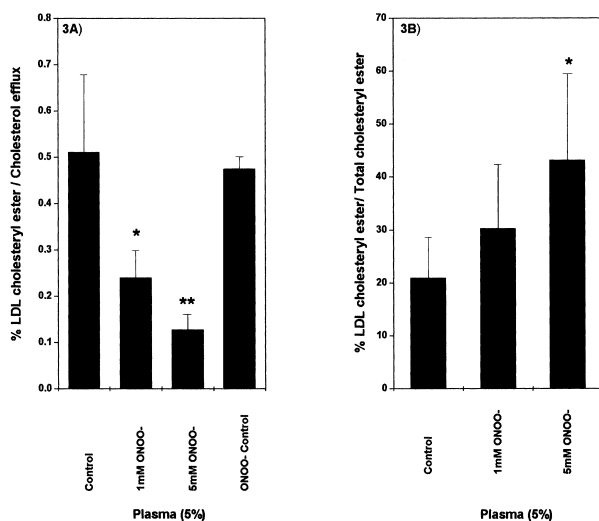 3A)
% LDL cholesteryl ester / Cholesterol efflux
0.8
0.7
0.6
0.5
0.4
0.3
0.2
0.1
0.0
*
**
Control
1mM ONOO-
5mM ONOO-
ONOO- Control
Plasma (5%)
3B)
% LDL cholesteryl ester/ Total cholesteryl ester
70
60
50
40
30
20
10
0
*
Control
1mM ONOO-
5mM ONOO-
Plasma (5%)